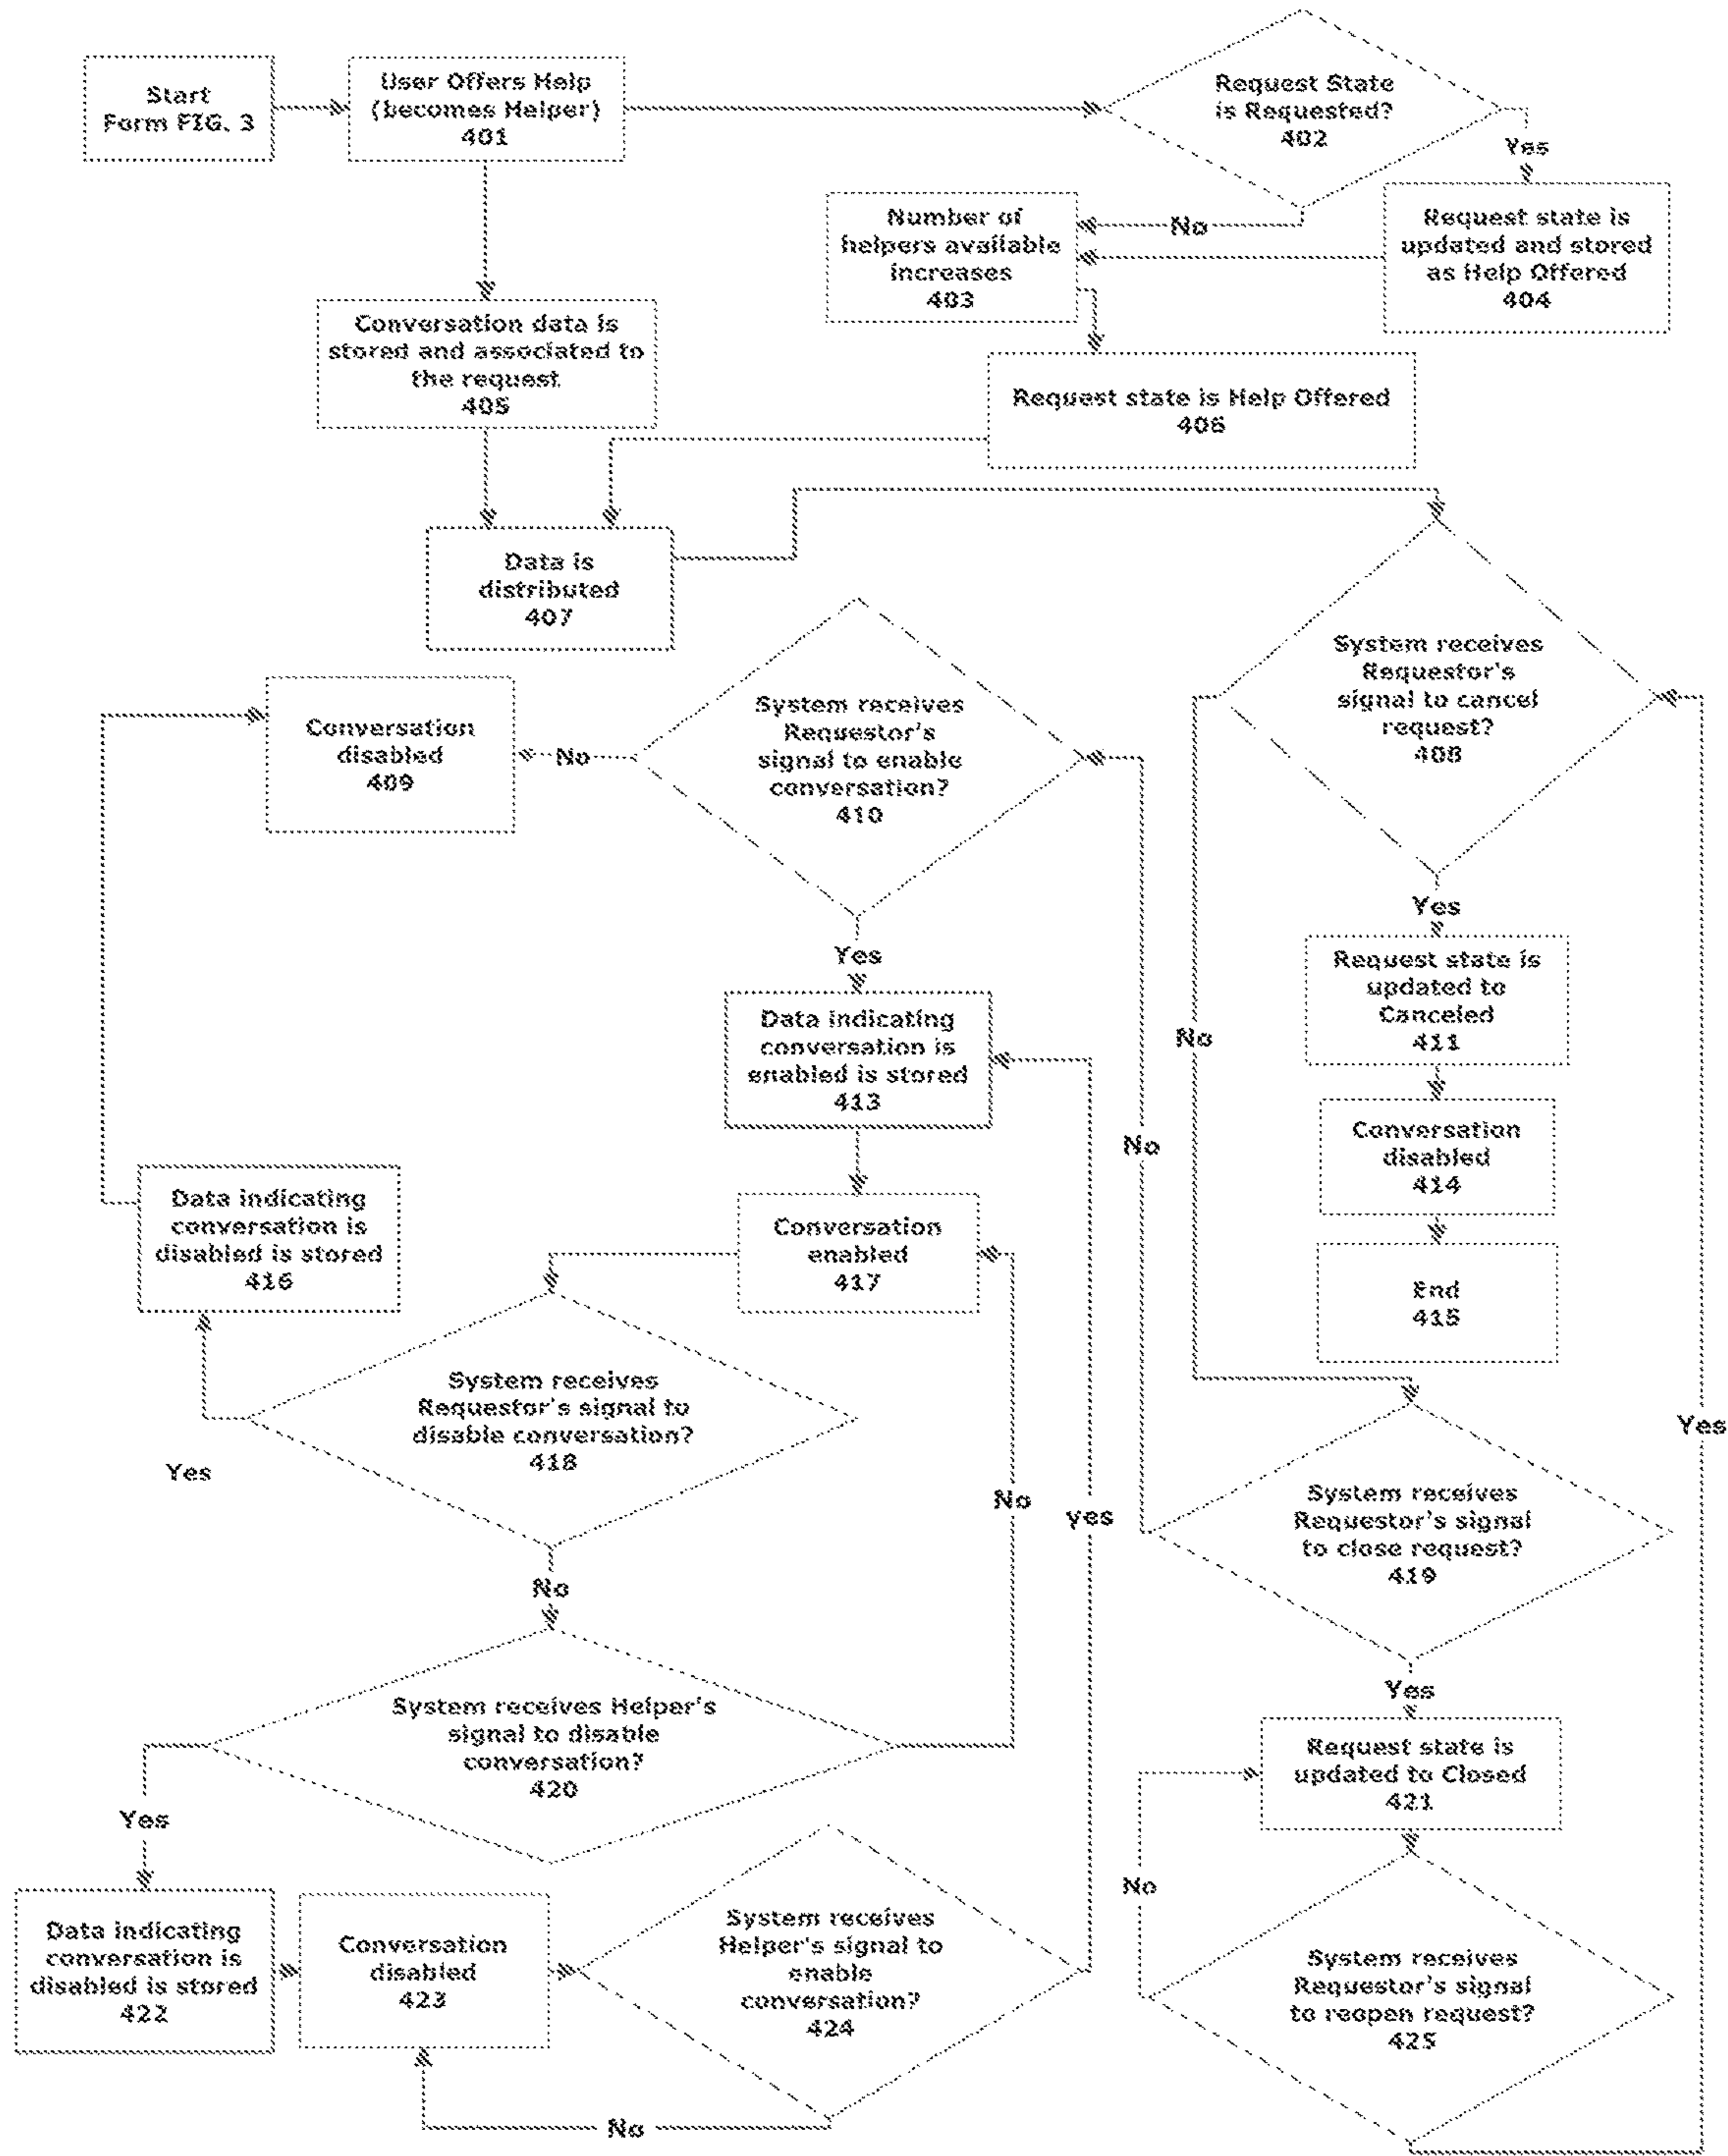 Start
Form FIG. 3
User Offers Help
(becomes Helper)
401
Request State
is Requested?
402
Yes
No
Number of
helpers available
increases
403
Request state is
updated and stored
as Help Offered
404
Conversation data is
stored and associated to
the request
405
Request state is Help Offered
406
Data is
distributed
407
System receives
Requestor's
signal to cancel
request?
408
Conversation
disabled
409
No
System receives
Requestor's
signal to enable
conversation?
410
Yes
Yes
Request state is
updated to
Canceled
411
No
Data indicating
conversation is
enabled is stored
413
No
Conversation
disabled
414
Data indicating
conversation is
disabled is stored
416
Conversation
enabled
417
End
415
System receives
Requestor's signal to
disable conversation?
418
Yes
Yes
No
yes
System receives
Requestor's signal
to close request?
419
No
Yes
System receives Helper's
signal to disable
conversation?
420
Request state is
updated to Closed
421
Yes
No
Data indicating
conversation is
disabled is stored
422
Conversation
disabled
423
System receives
Helper's signal to
enable
conversation?
424
System receives
Requestor's signal
to reopen request?
425
No